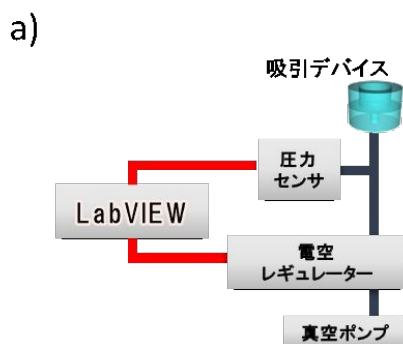 a)
吸引デバイス
圧力
センサ
LabVIEW
電空
レギュレーター
真空ポンプ